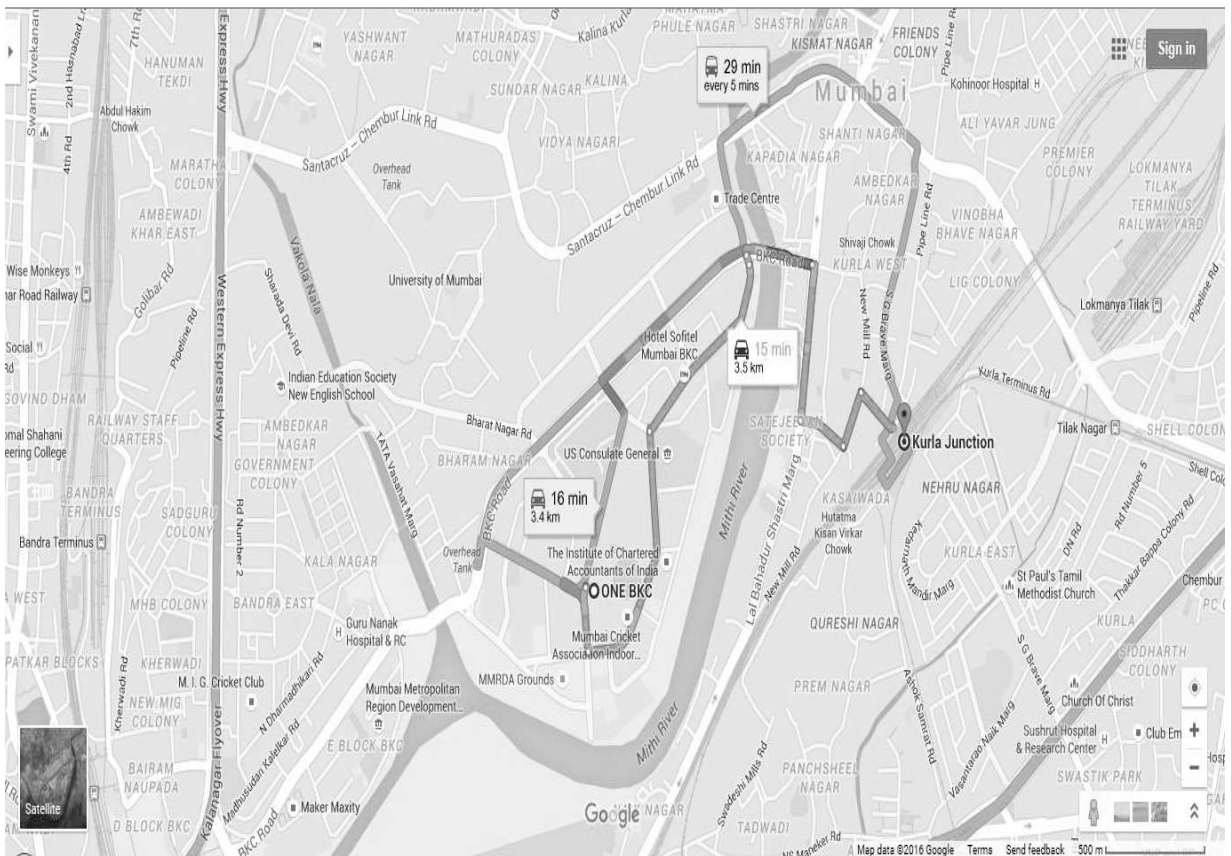 YASHWANT
NAGAR
MATHURADAS
COLONY
Kalina Kurla
PHULE NAGAR
SHASTRI NAGAR
KISMAT NAGAR
FRIENDS
COLONY
Pipe Line Rd
Sign in
Swami Vivekanan
2nd Hasnabad Ln
7th Rd
4th Rd
HANUMAN
TEKDI
Express Hwy
Abdul Hakim
Chowk
MARATHA
COLONY
KALINA
SUNDAR NAGAR
29 min
every 5 mins
Mumbai
Kohinoor Hospital H
ALI YAVAR JUNG
Santacruz – Chembur Link Rd
VIDYA NAGARI
SHANTI NAGAR
KAPADIA NAGAR
PREMIER
COLONY
LOKMANYA
TILAK
TERMINUS
RAILWAY YARD
Overhead
Tank
AMBEWADI
KHAR EAST
Santacruz – Chembur Link Rd
Trade Centre
AMBEDKAR
NAGAR
Pipe Line Rd
VINOBHA
BHAVE NAGAR
Wise Monkeys
Golibar Rd
Vakola Nala
University of Mumbai
BKC Road
Shivaji Chowk
KURLA WEST
LIG COLONY
Khar Road Railway
Pipeline Rd
Western Express Hwy
Sharada Devi Rd
New Mill Rd
S G Brave Marg
Lokmanya Tilak
Pipeline Rd
Social
Hotel Sofitel
Mumbai BKC
15 min
3.5 km
Indian Education Society
New English School
Kurla Terminus Rd
GOVIND DHAM
RAILWAY STAFF
QUARTERS
AMBEDKAR
NAGAR
GOVERNMENT
COLONY
Bharat Nagar Rd
BHARAM NAGAR
SATEJEEVAN
SOCIETY
Tilak Nagar
SHELL COLONY
Kurla Junction
US Consulate General
TATA Vasahat Marg
BANDRA
TERMINUS
SADGURU
COLONY
Rd Number 2
BKC Road
16 min
3.4 km
Mithi River
Lal Bahadur Shastri Marg
KASAIWADA
Hutatma
Kisan Virkar
Chowk
NEHRU NAGAR
Rd Number 5
DN Rd
Thakkar Bappa Colony Rd
Bandra Terminus
KALA NAGAR
Overhead
Tank
The Institute of Chartered
Accountants of India
New Mill Rd
Kedarnath Mandir Marg
KURLA EAST
St Paul's Tamil
Methodist Church
Chembur
MHB COLONY
BANDRA EAST
ONE BKC
Guru Nanak
Hospital & RC
Mumbai Cricket
Association Indoor...
QURESHI NAGAR
KURLA
S G Brave Marg
SIDDHARTH
COLONY
PATKAR BLOCKS
KHERWADI
Kherwadi Rd
M. I. G. Cricket Club
N Dharmadhikari Rd
MMRDA Grounds
PREM NAGAR
Church Of Christ
NEW MIG
COLONY
Mumbai Metropolitan
Region Development...
Mithi River
Ashok Samrat Rd
Vasantarao Naik Marg
Sushrut Hospital
& Research Center
Club Em
Kalanagar Flyover
Madhusudan Kalelkar Rd
E BLOCK BKC
BAIRAM
NAUPADA
Swadeshi Mills Rd
PANCHSHEEL
NAGAR
SWASTIK PARK
Satellite
Maker Maxity
Google
NAGAR
TADWADI
D BLOCK BKC
BKC Road
Map data ©2016 Google Terms Send feedback 500 m